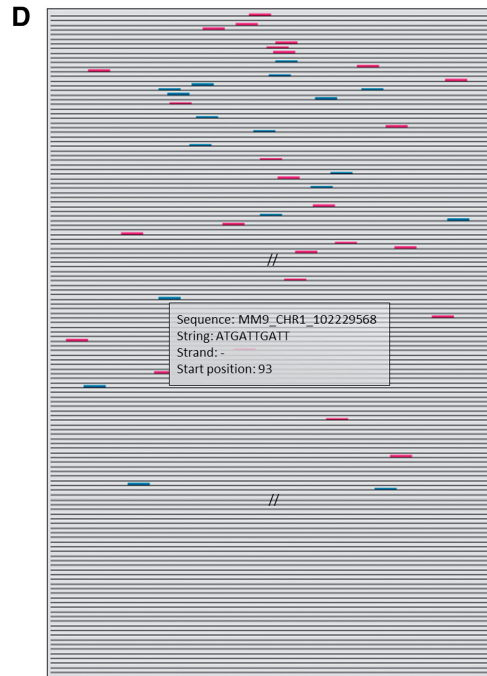 D
//
Sequence: MM9_CHR1_102229568
String: ATGATTGATT
Strand: -
Start position: 93
//